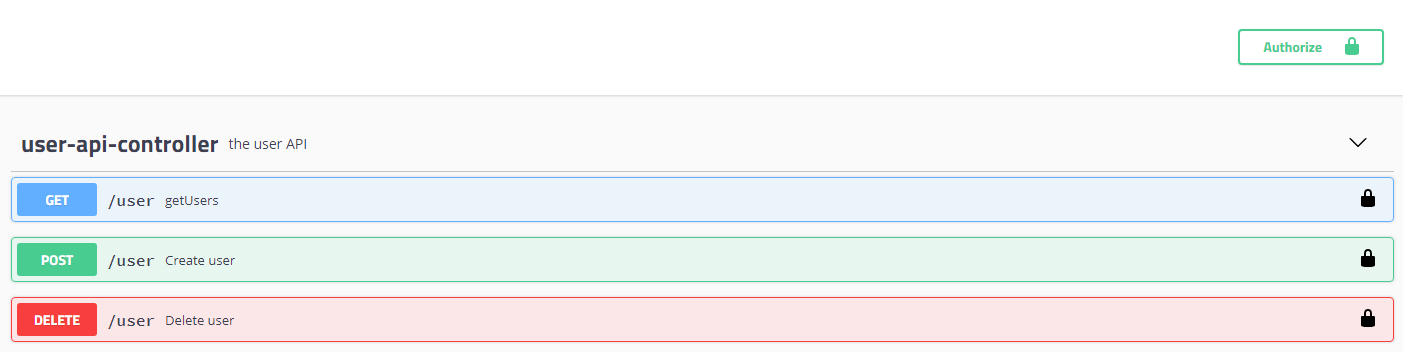 Authorize
user-api-controller the user API
GET /user getUsers
POST /user Create user
DELETE /user Delete user